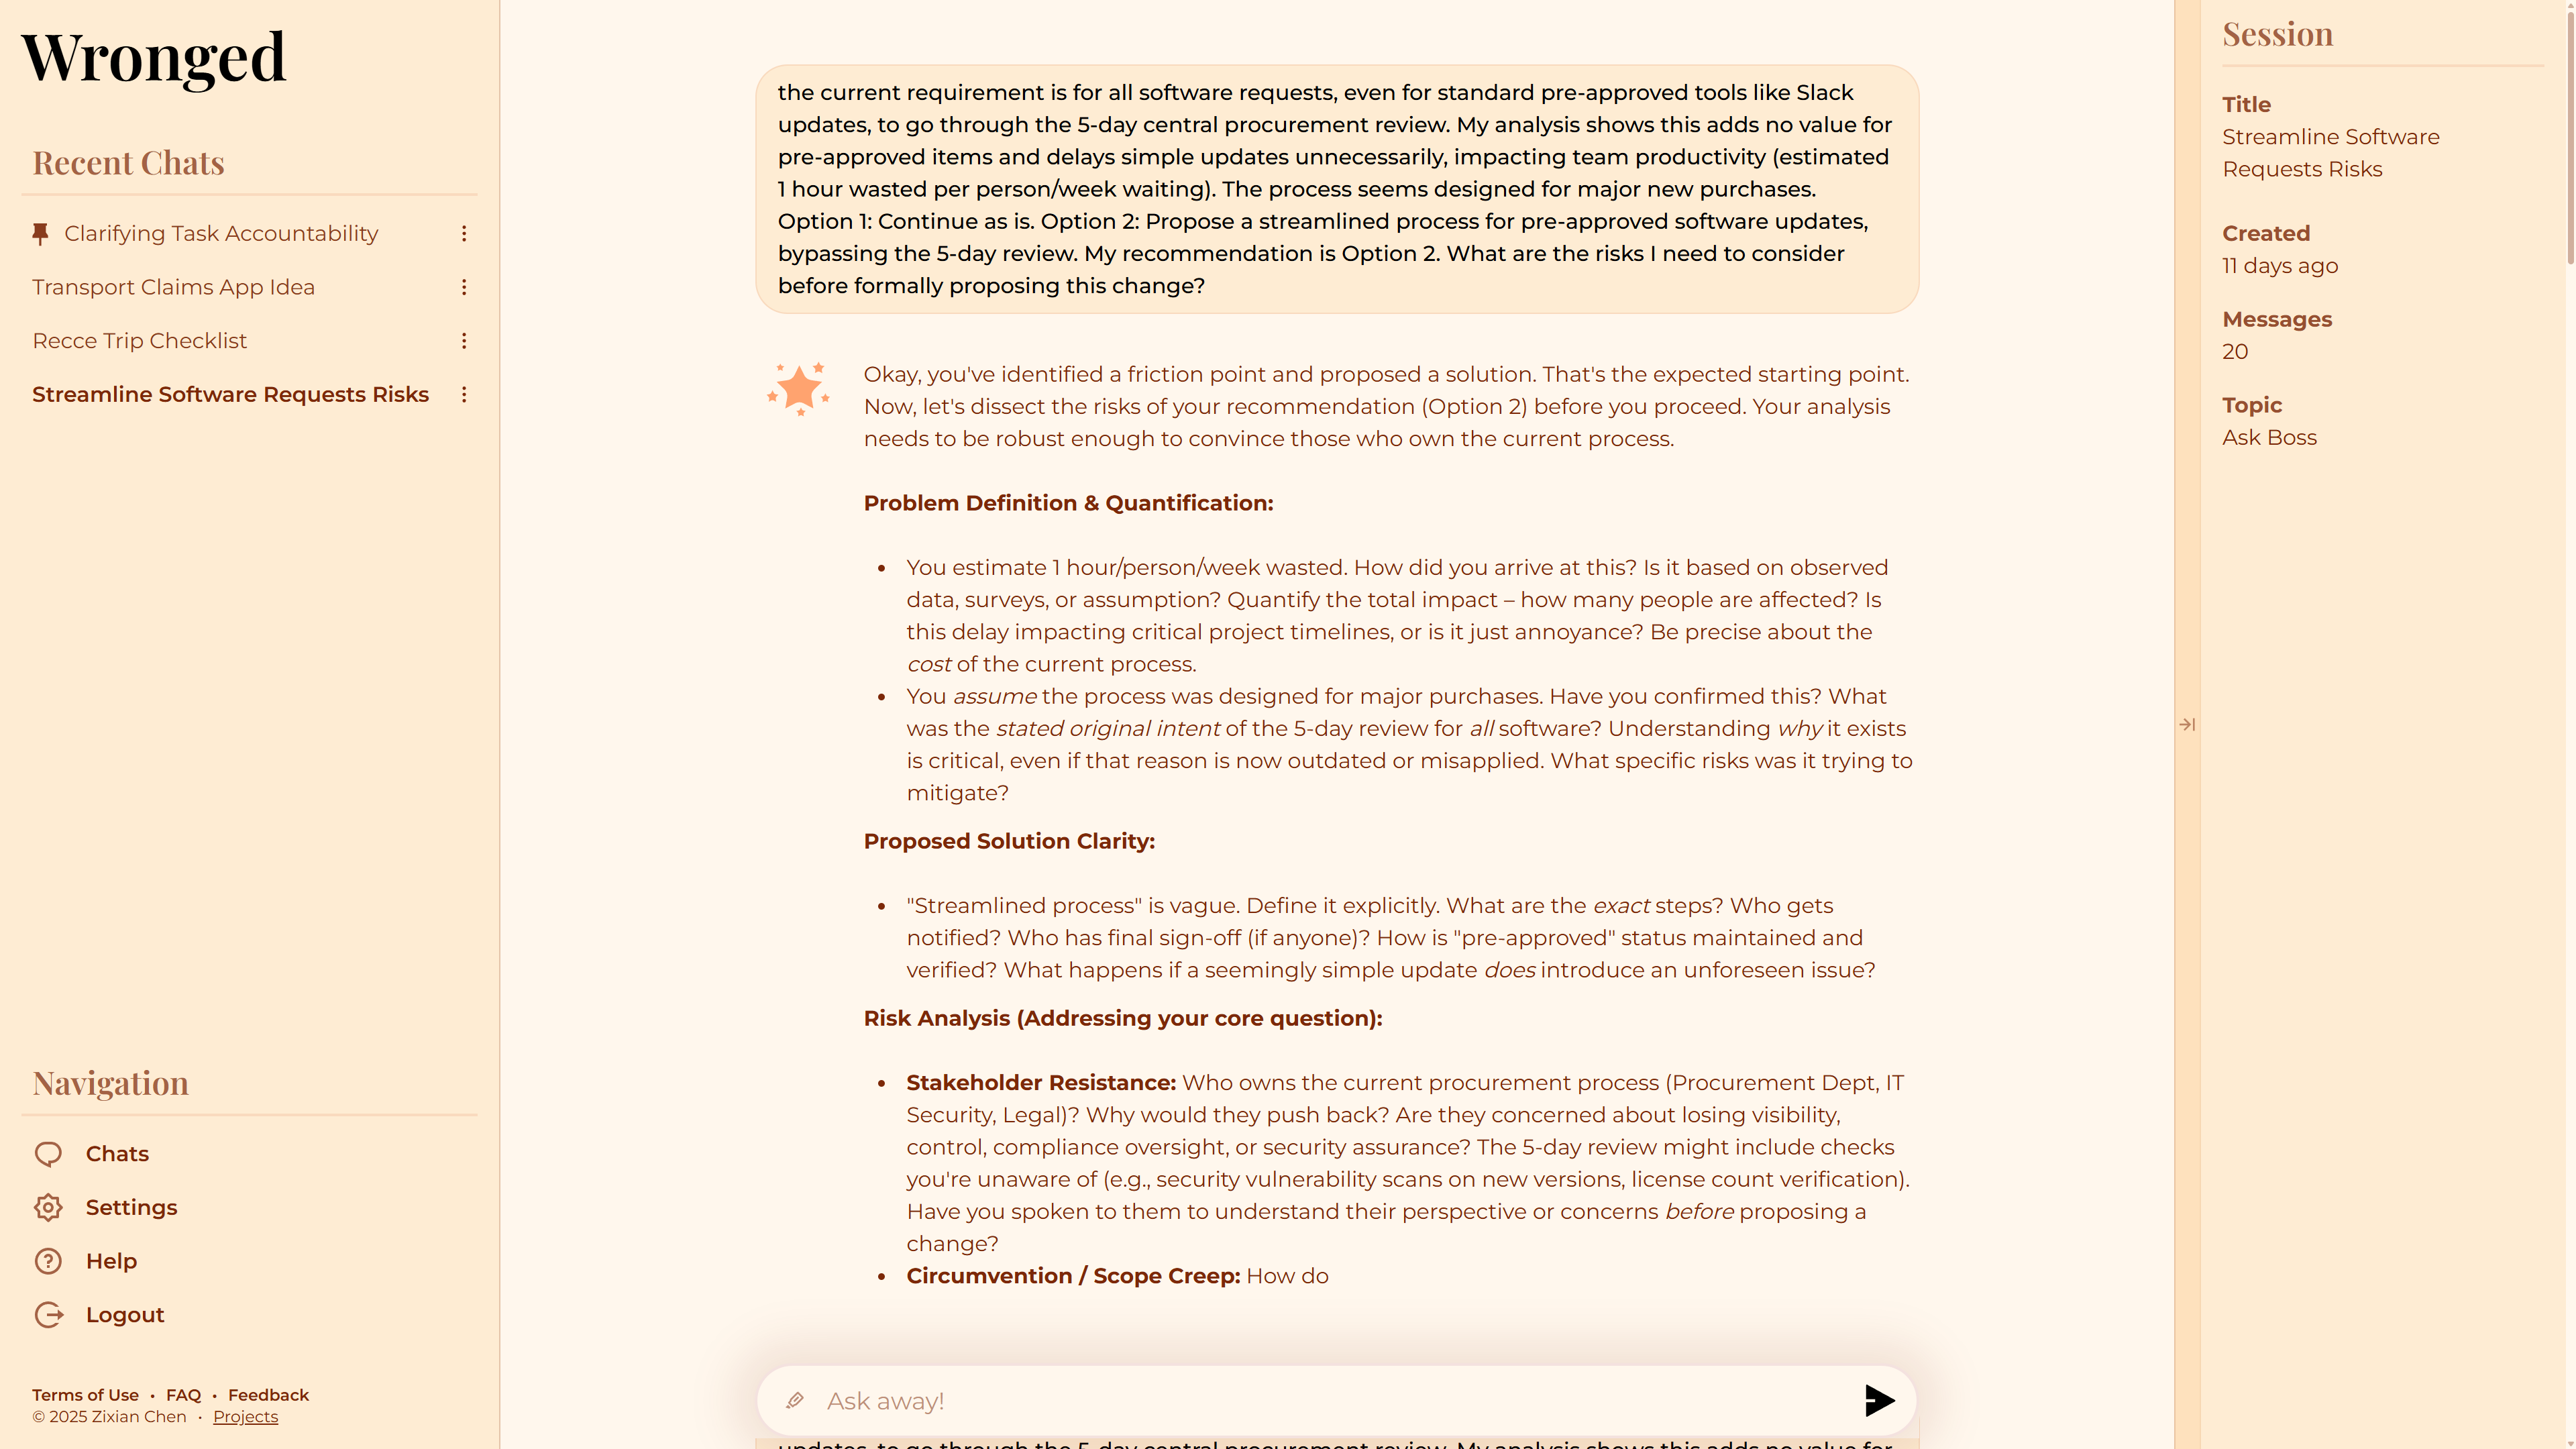 Wronged
Recent Chats
Clarifying Task Accountability
Transport Claims App Idea
Recce Trip Checklist
Streamline Software Requests Risks
Navigation
Chats
Settings
Help
Logout
Terms of Use • FAQ • Feedback
© 2025 Zixian Chen • Projects
the current requirement is for all software requests, even for standard pre-approved tools like Slack
updates, to go through the 5-day central procurement review. My analysis shows this adds no value for
pre-approved items and delays simple updates unnecessarily, impacting team productivity (estimated
1 hour wasted per person/week waiting). The process seems designed for major new purchases.
Option 1: Continue as is. Option 2: Propose a streamlined process for pre-approved software updates,
bypassing the 5-day review. My recommendation is Option 2. What are the risks I need to consider
before formally proposing this change?
Okay, you've identified a friction point and proposed a solution. That's the expected starting point.
Now, let's dissect the risks of your recommendation (Option 2) before you proceed. Your analysis
needs to be robust enough to convince those who own the current process.
Problem Definition & Quantification:
• You estimate 1 hour/person/week wasted. How did you arrive at this? Is it based on observed
data, surveys, or assumption? Quantify the total impact – how many people are affected? Is
this delay impacting critical project timelines, or is it just annoyance? Be precise about the
cost of the current process.
• You assume the process was designed for major purchases. Have you confirmed this? What
was the stated original intent of the 5-day review for all software? Understanding why it exists
is critical, even if that reason is now outdated or misapplied. What specific risks was it trying to
mitigate?
Proposed Solution Clarity:
• "Streamlined process" is vague. Define it explicitly. What are the exact steps? Who gets
notified? Who has final sign-off (if anyone)? How is "pre-approved" status maintained and
verified? What happens if a seemingly simple update does introduce an unforeseen issue?
Risk Analysis (Addressing your core question):
• Stakeholder Resistance: Who owns the current procurement process (Procurement Dept, IT
Security, Legal)? Why would they push back? Are they concerned about losing visibility,
control, compliance oversight, or security assurance? The 5-day review might include checks
you're unaware of (e.g., security vulnerability scans on new versions, license count verification).
Have you spoken to them to understand their perspective or concerns before proposing a
change?
• Circumvention / Scope Creep: How do
Ask away!
updates, to go through the 5-day central procurement review. My analysis shows this adds no value for
Session
Title
Streamline Software
Requests Risks
Created
11 days ago
Messages
20
Topic
Ask Boss